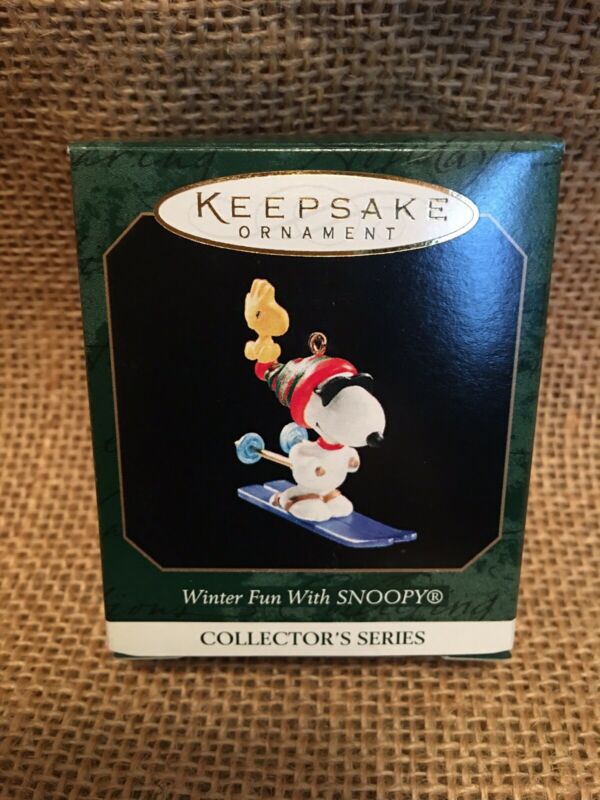 KEEPSAKE
ORNAMENT
Winter Fun With SNOOPY®
COLLECTOR'S SERIES